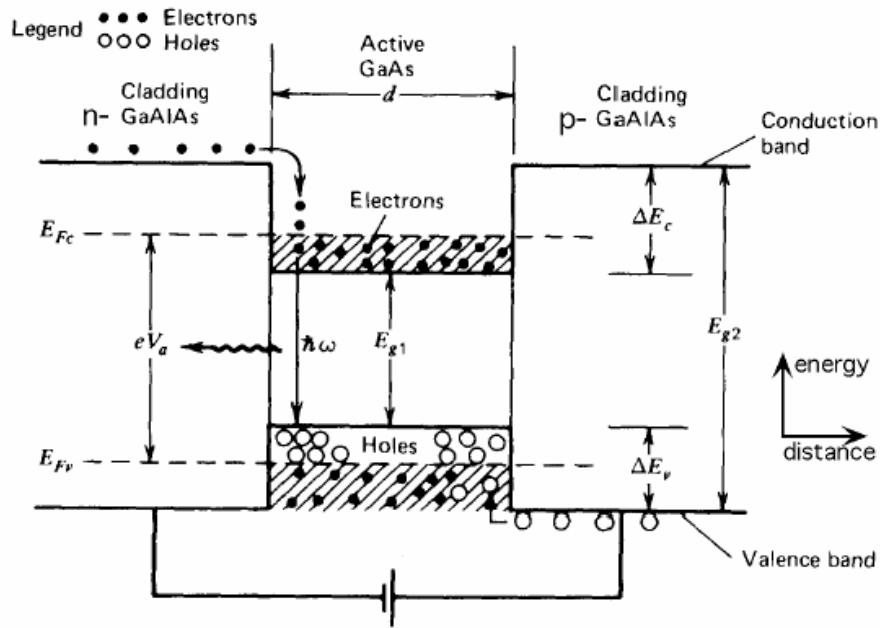 Legend
Electrons
Holes
Active
GaAs
d
n- Cladding
GaAlAs
p- Cladding
GaAlAs
Conduction
band
Electrons
E_Fc
ΔE_c
eV_a
ħω
E_g1
E_g2
energy
distance
Holes
E_Fv
ΔE_v
Valence band